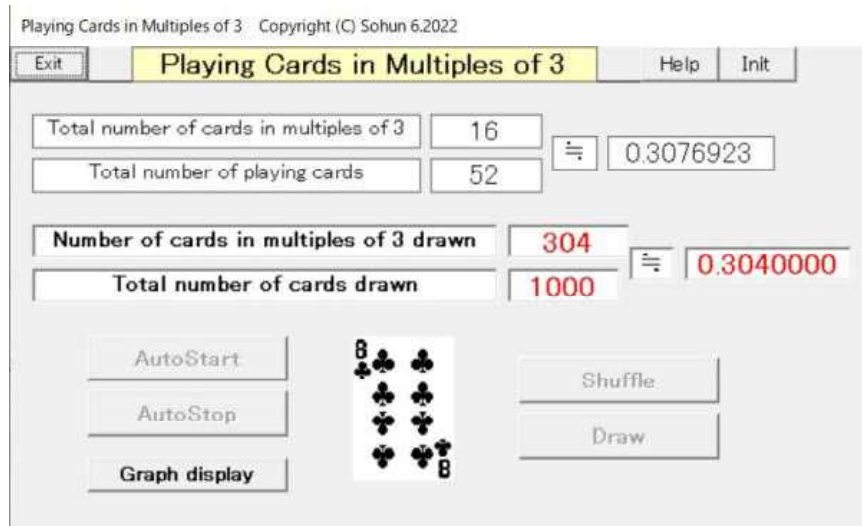 Playing Cards in Multiples of 3 Copyright (C) Sohun 6.2022
Exit Playing Cards in Multiples of 3 Help Init
Total number of cards in multiples of 3 16
≒ 0.3076923
Total number of playing cards 52
Number of cards in multiples of 3 drawn 304
≒ 0.3040000
Total number of cards drawn 1000
AutoStart
8
Shuffle
AutoStop
Draw
8
Graph display